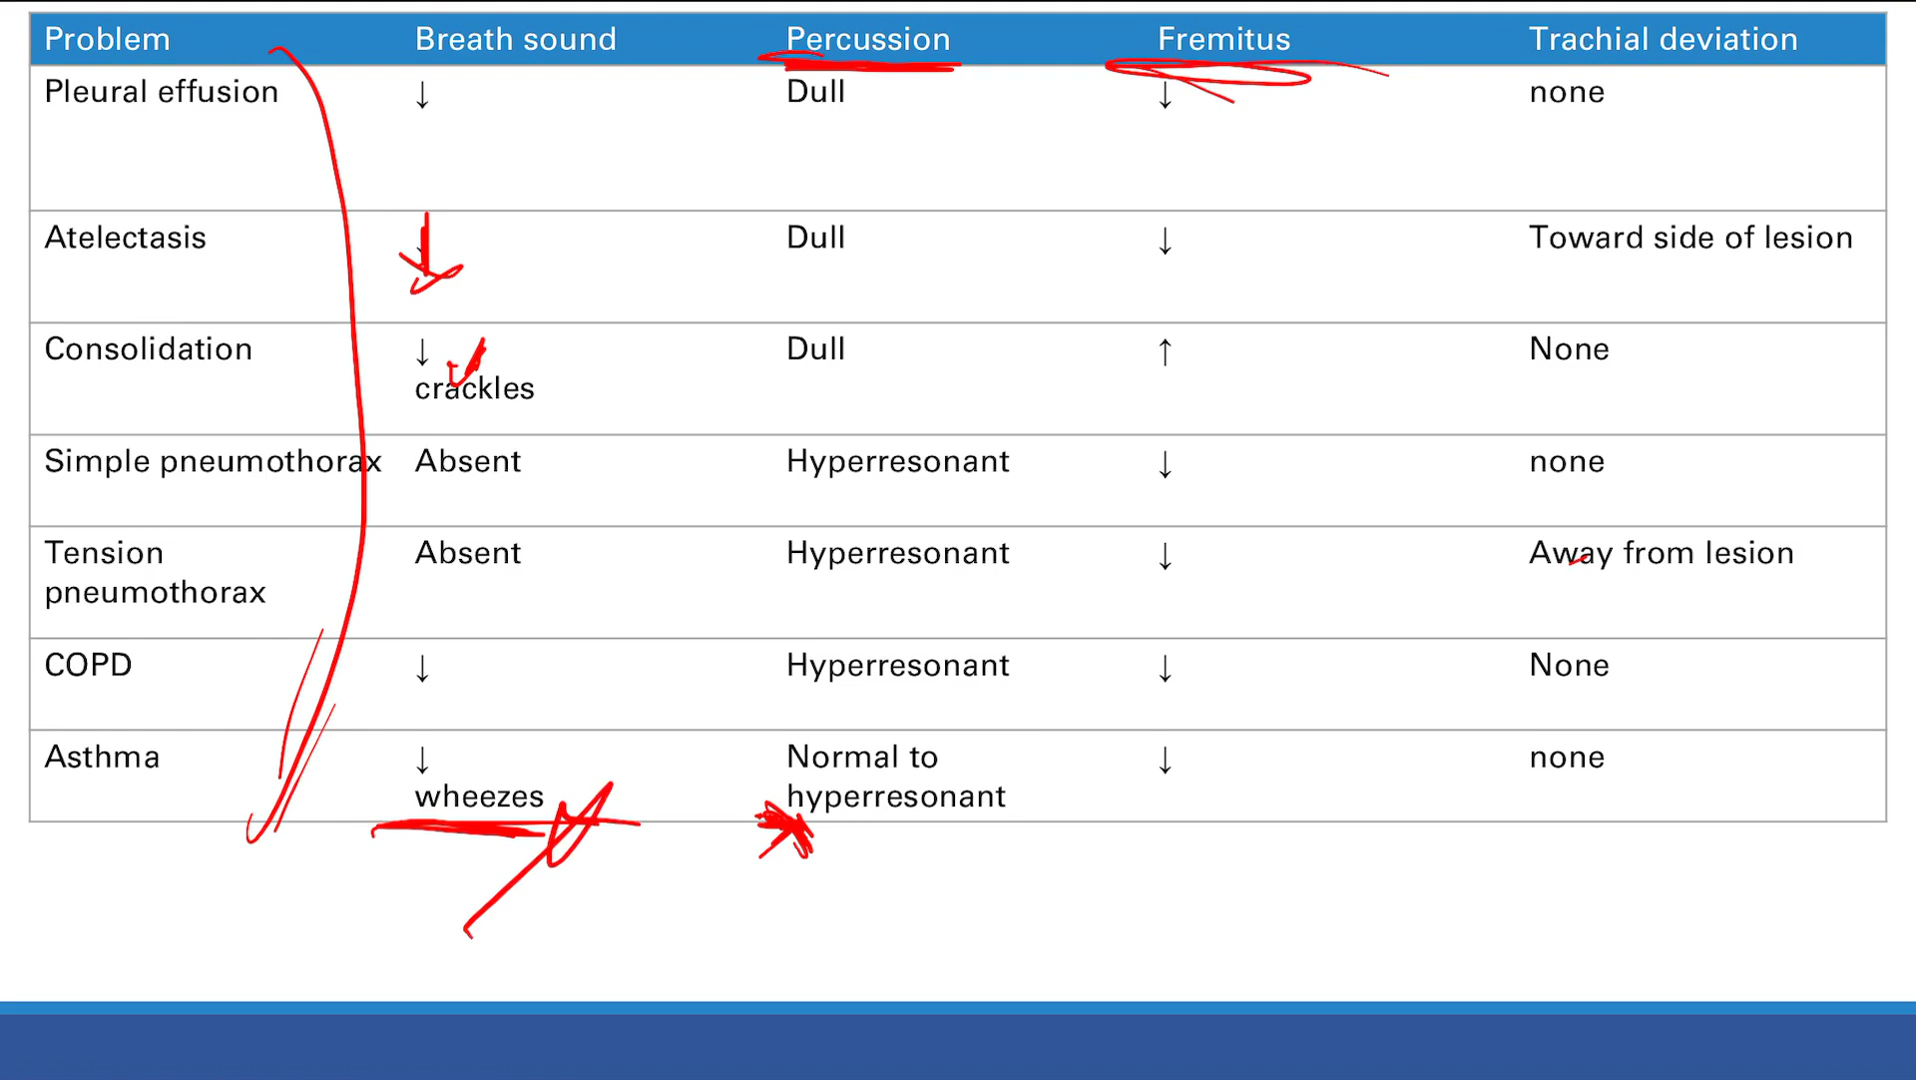 Problem Breath sound Percussion Fremitus Trachial deviation
Pleural effusion ↓ Dull ↓ none
Atelectasis ↓ Dull ↓ Toward side of lesion
Consolidation ↓ Dull ↑ None
crackles
Simple pneumothorax Absent Hyperresonant ↓ none
Tension Absent Hyperresonant ↓ Away from lesion
pneumothorax
COPD ↓ Hyperresonant ↓ None
Asthma ↓ Normal to ↓ none
wheezes hyperresonant